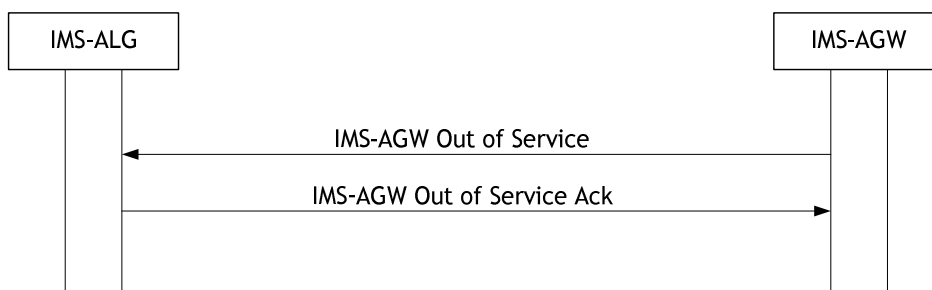 IMS-ALG
IMS-AGW
IMS-AGW Out of Service
IMS-AGW Out of Service Ack